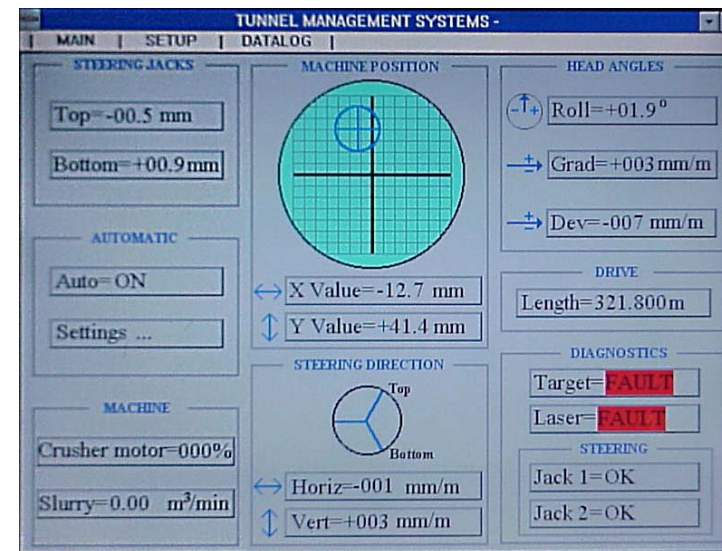 TUNNEL MANAGEMENT SYSTEMS -
| MAIN | SETUP | DATALOG |
STEERING JACKS
Top=-00.5 mm
Bottom=+00.9mm
AUTOMATIC
Auto=ON
Settings ...
MACHINE
Crusher motor=000%
Slurry=0.00 m³/min
MACHINE POSITION
X Value=-12.7 mm
Y Value=+41.4 mm
STEERING DIRECTION
Top
Bottom
Horiz=-001 mm/m
Vert=+003 mm/m
HEAD ANGLES
Roll=+01.9°
Grad=+003mm/m
Dev=-007 mm/m
DRIVE
Length=321.800m
DIAGNOSTICS
Target=FAULT
Laser=FAULT
STEERING
Jack 1=OK
Jack 2=OK